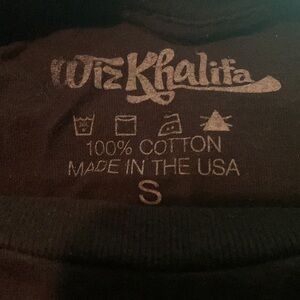 Wiz Khalifa
100% COTTON
MADE IN THE USA
S